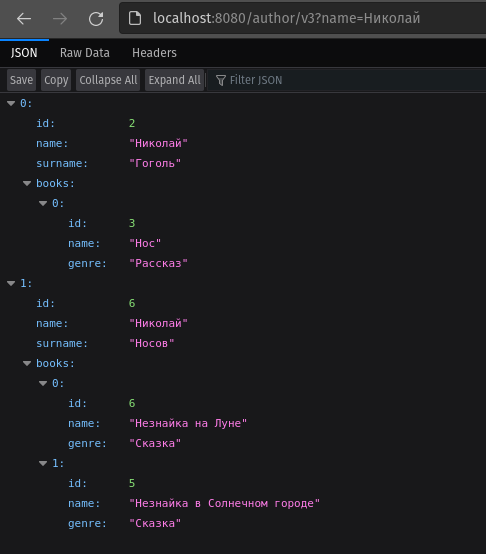 localhost:8080/author/v3?name=Николай
JSON Raw Data Headers
Save Copy Collapse All Expand All Filter JSON
0:
id: 2
name: "Николай"
surname: "Гоголь"
books:
0:
id: 3
name: "Нос"
genre: "Рассказ"
1:
id: 6
name: "Николай"
surname: "Носов"
books:
0:
id: 6
name: "Незнайка на Луне"
genre: "Сказка"
1:
id: 5
name: "Незнайка в Солнечном городе"
genre: "Сказка"